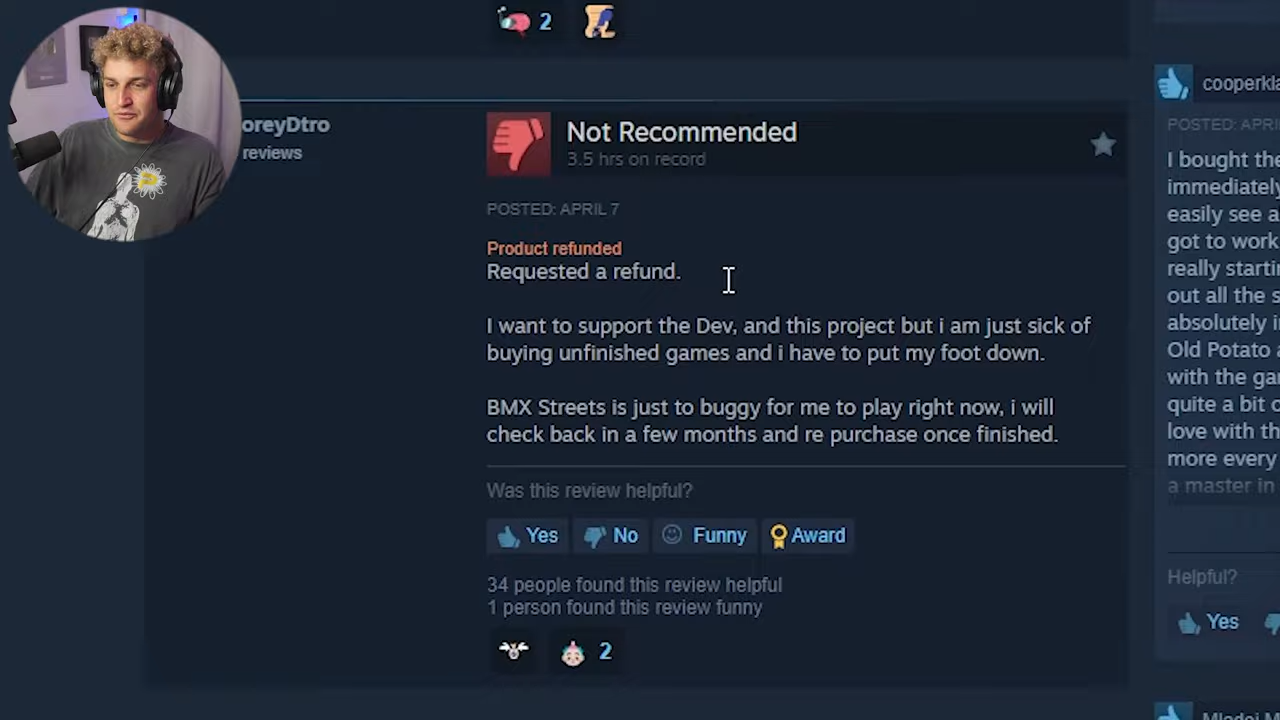 2
oreyDtro
reviews
Not Recommended
3.5 hrs on record
POSTED: APRIL 7
Product refunded
Requested a refund.
I want to support the Dev, and this project but i am just sick of
buying unfinished games and i have to put my foot down.
BMX Streets is just to buggy for me to play right now, i will
check back in a few months and re purchase once finished.
Was this review helpful?
Yes
No
Funny
Award
34 people found this review helpful
1 person found this review funny
2
cooperkla
POSTED: APRI
I bought the
immediately
easily see a
got to work
really starti
out all the s
absolutely i
Old Potato a
with the ga
quite a bit o
love with th
more every
a master in
Helpful?
Yes